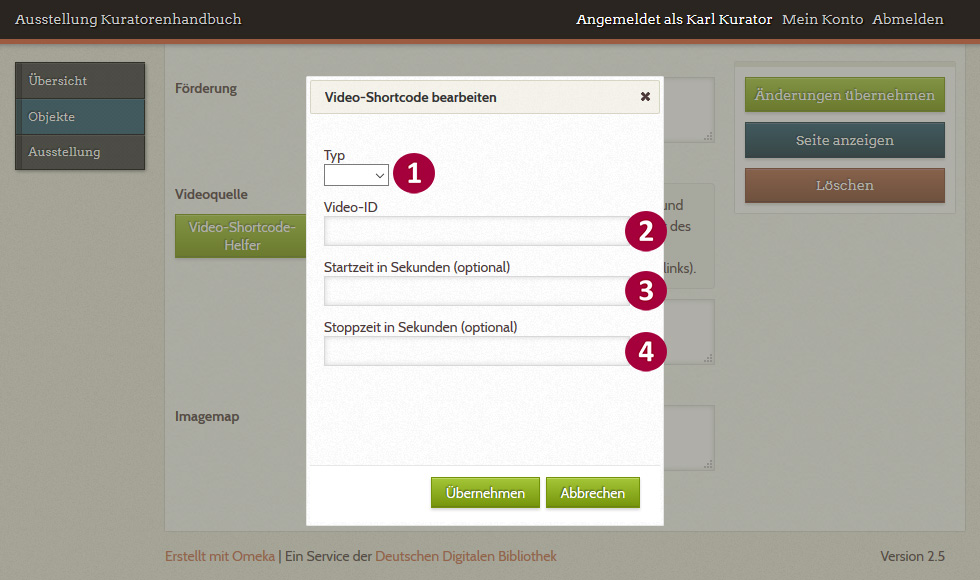 Ausstellung Kuratorenhandbuch
Angemeldet als Karl Kurator Mein Konto Abmelden
Übersicht
Objekte
Ausstellung
Förderung
Videoquelle
Video-Shortcode-
Helfer
Imagemap
Video-Shortcode bearbeiten
Typ
1
Video-ID
2
Startzeit in Sekunden (optional)
3
Stoppzeit in Sekunden (optional)
4
Übernehmen
Abbrechen
und
des
links).
Änderungen übernehmen
Seite anzeigen
Löschen
Erstellt mit Omeka | Ein Service der Deutschen Digitalen Bibliothek
Version 2.5